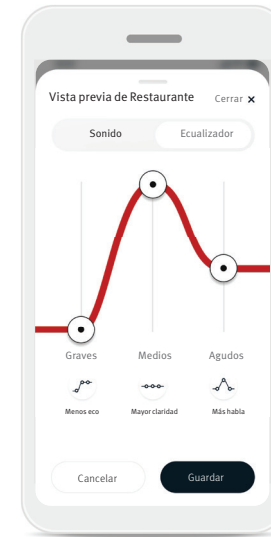 Vista previa de Restaurante Cerrar ×
Sonido Ecualizador
Graves Medios Agudos
Menos eco Mayor claridad Más habla
Cancelar Guardar